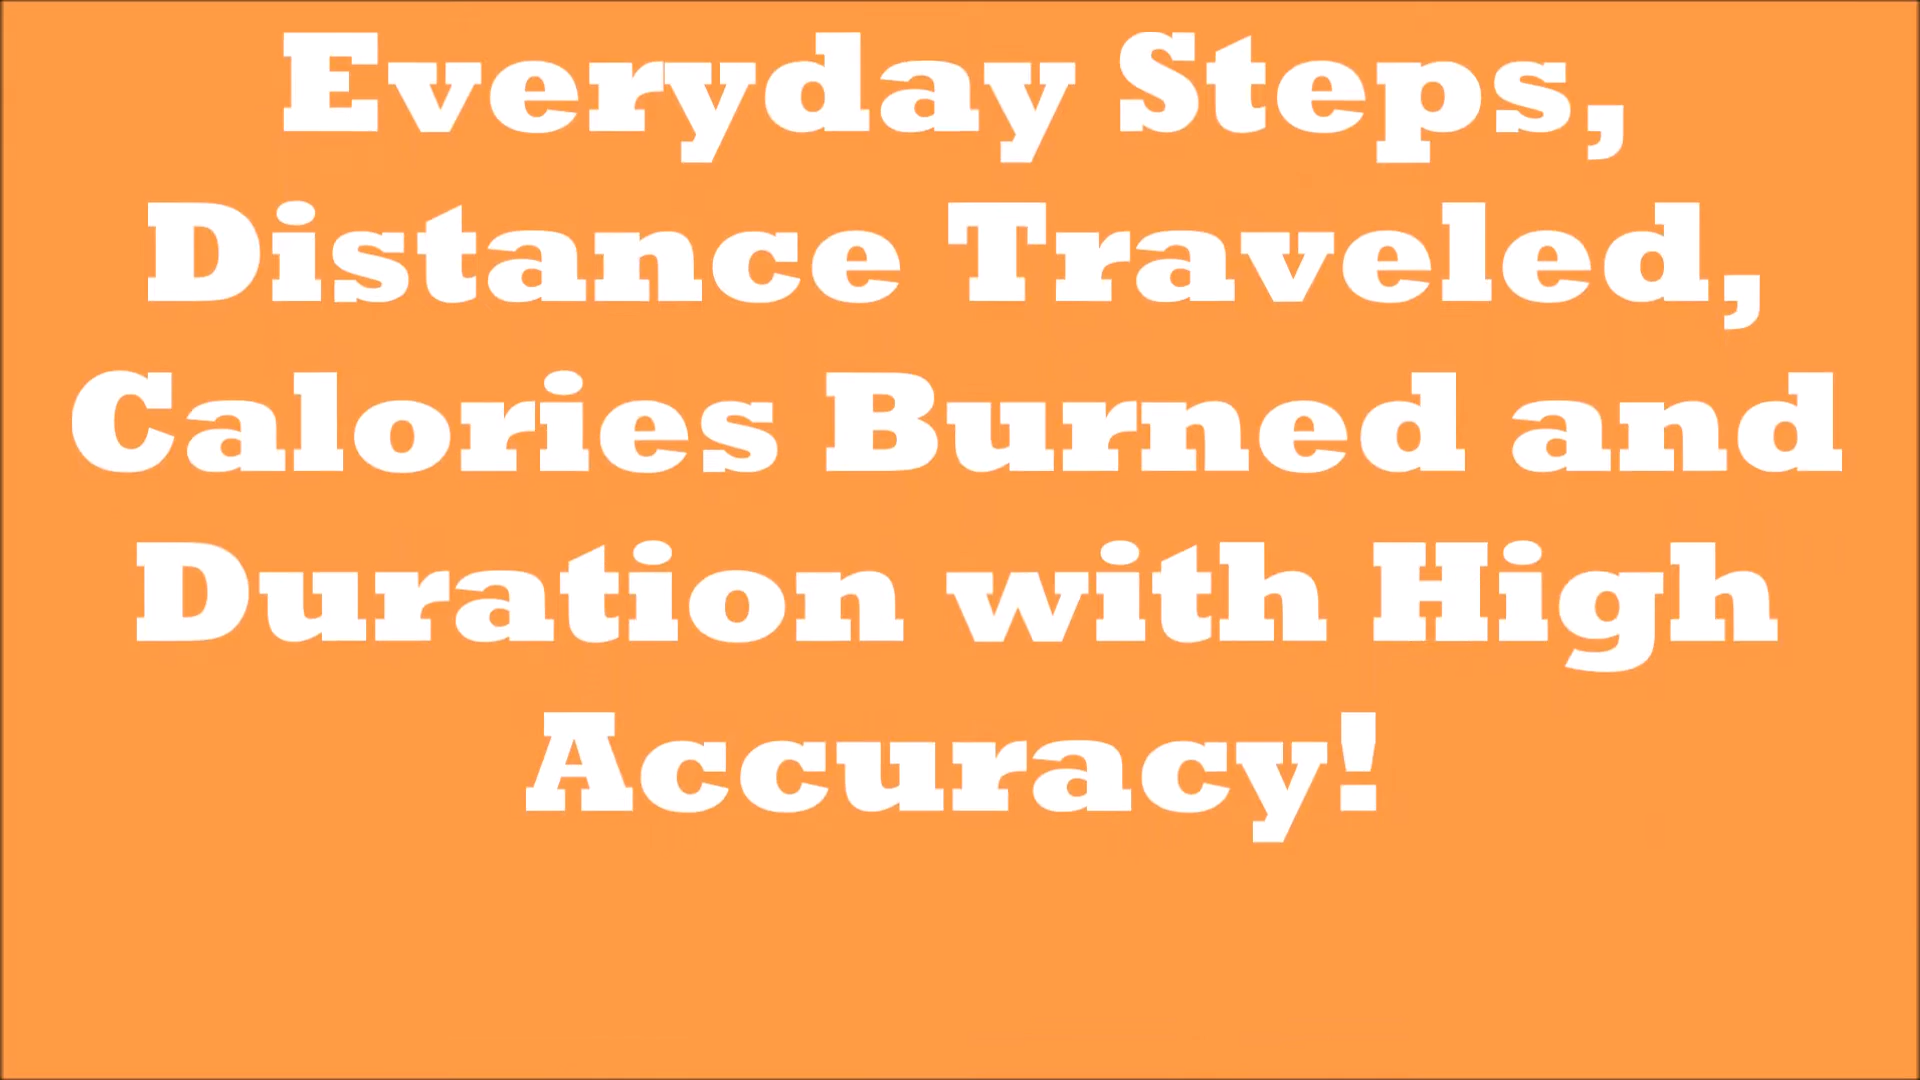 Everyday Steps,
Distance Traveled,
Calories Burned and
Duration with High
Accuracy!